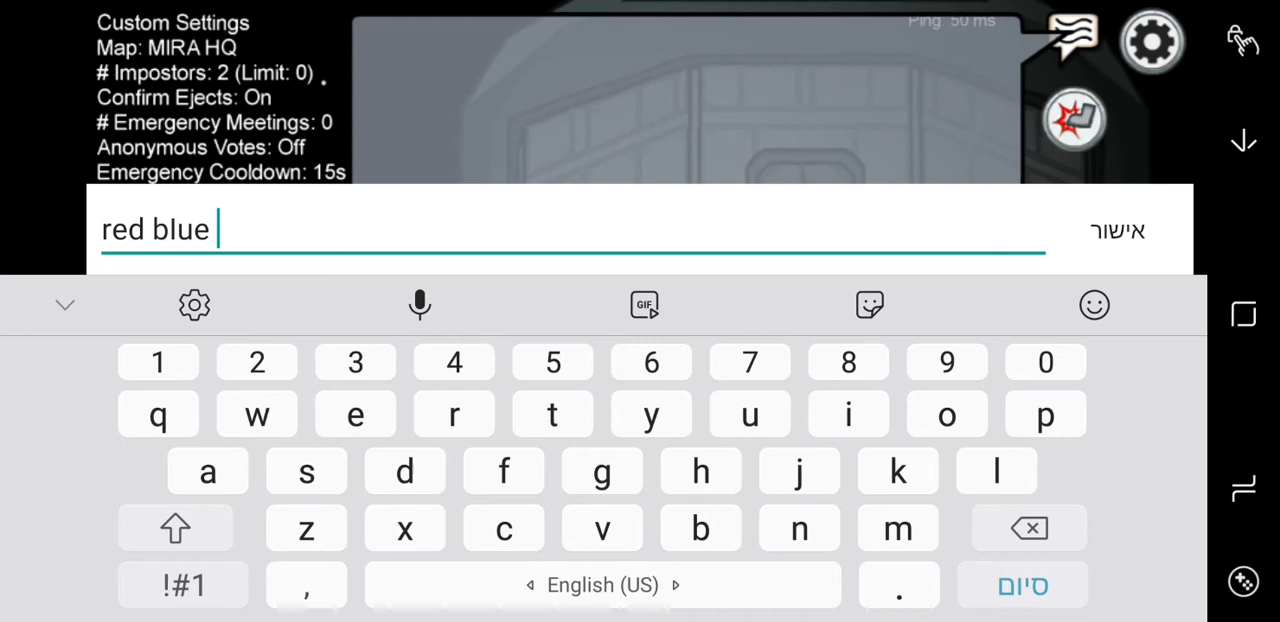 Custom Settings
Map: MIRA HQ
# Impostors: 2 (Limit: 0)
Confirm Ejects: On
# Emergency Meetings: 0
Anonymous Votes: Off
Emergency Cooldown: 15s
Ping: 50 ms
red blue
אישור
GIF
1 2 3 4 5 6 7 8 9 0
q w e r t y u i o p
a s d f g h j k l
z x c v b n m
!#1 , English (US) . סיום